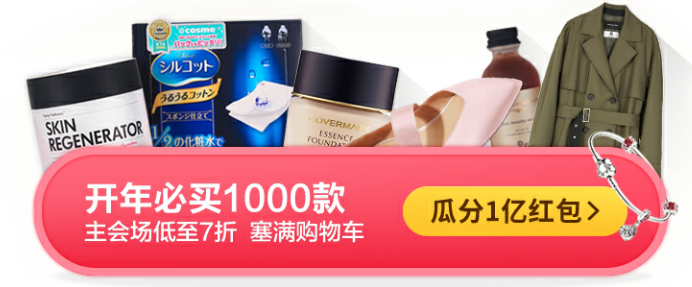 @cosme
シルコット
うるうるコットン
スポンジ仕立て
1/2の化粧水で
SKIN
REGENERATOR
COVERMARK
ESSENCE
FOUNDATION
开年必买1000款
主会场低至7折 塞满购物车
瓜分1亿红包>